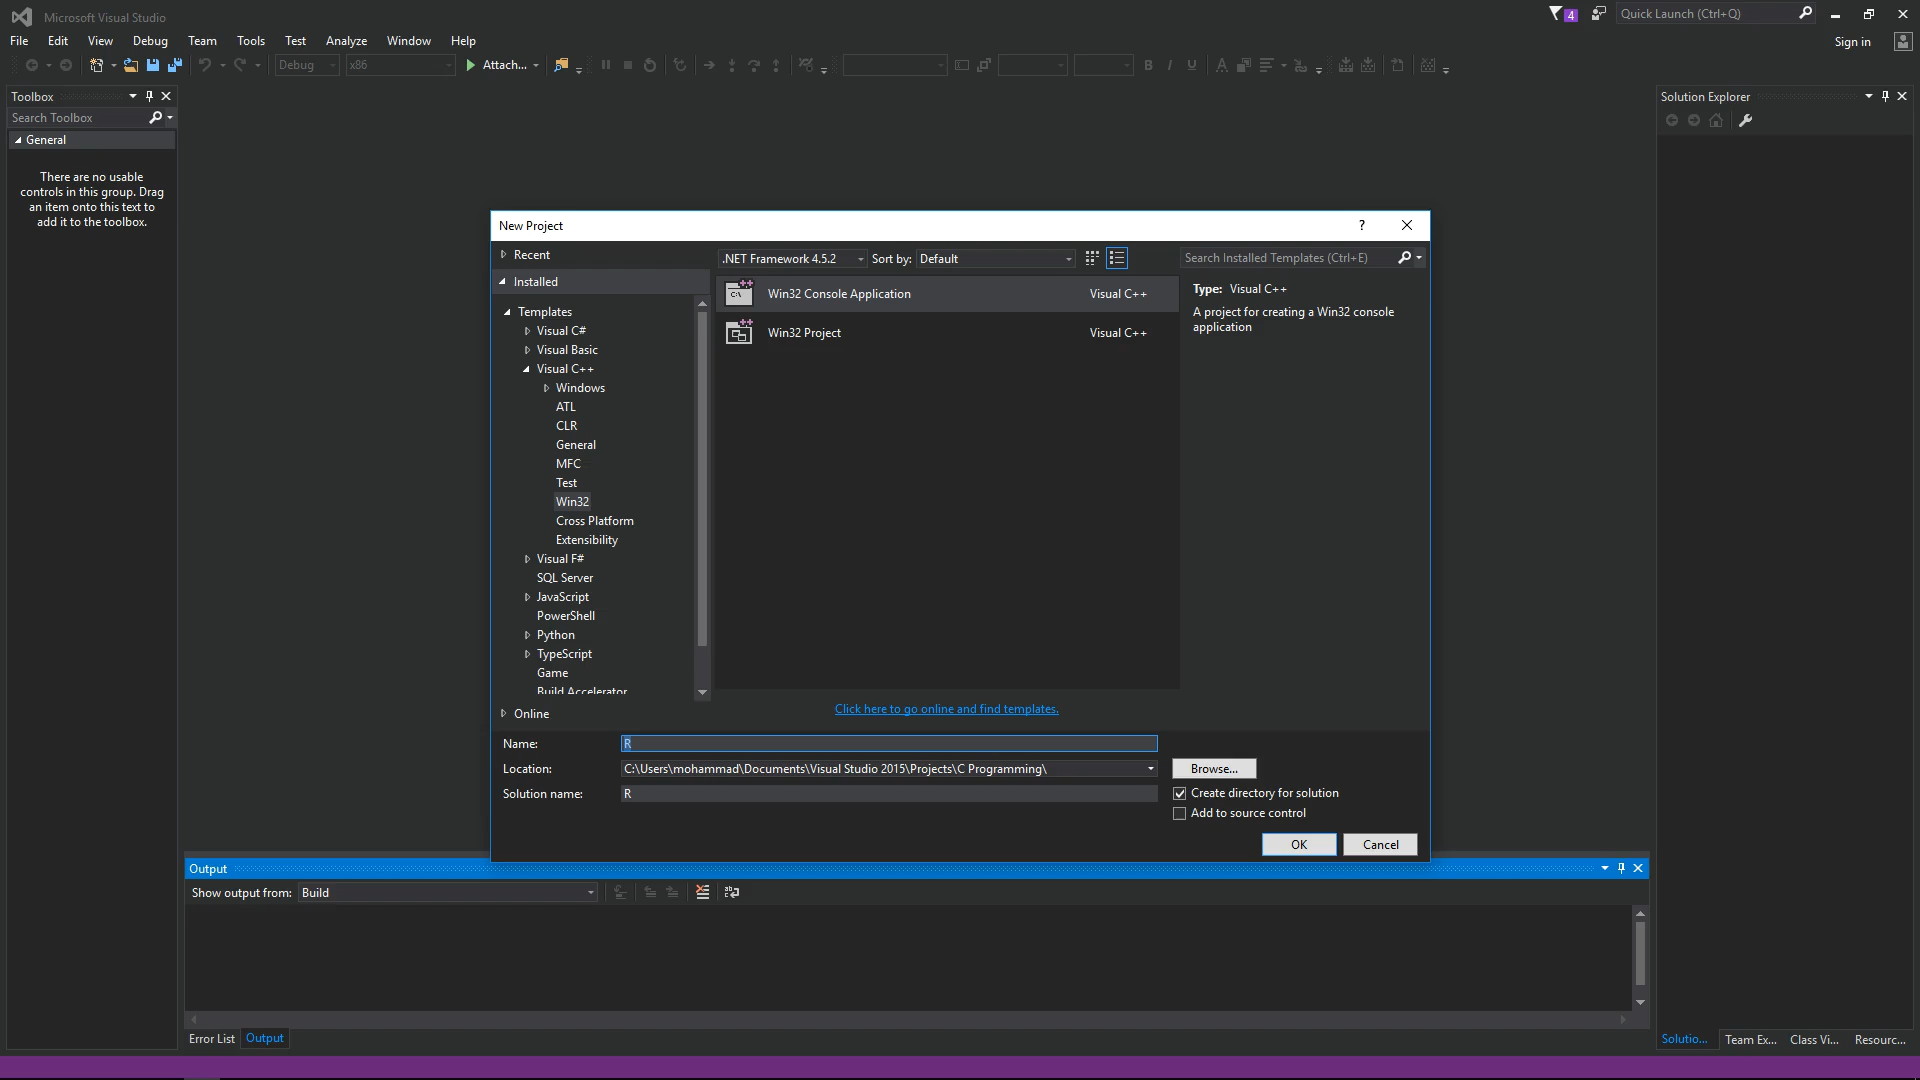 Microsoft Visual Studio
4
Quick Launch (Ctrl+Q)
File Edit View Debug Team Tools Test Analyze Window Help
Sign in
Debug x86 Attach...
Toolbox
Search Toolbox
General
There are no usable
controls in this group. Drag
an item onto this text to
add it to the toolbox.
Solution Explorer
New Project
?
Recent
Installed
.NET Framework 4.5.2 Sort by: Default
Search Installed Templates (Ctrl+E)
Templates
Visual C#
Visual Basic
Visual C++
Windows
ATL
CLR
General
MFC
Test
Win32
Cross Platform
Extensibility
Visual F#
SQL Server
JavaScript
PowerShell
Python
TypeScript
Game
Build Accelerator
Online
Win32 Console Application Visual C++
Win32 Project Visual C++
Type: Visual C++
A project for creating a Win32 console
application
Click here to go online and find templates.
Name: R
Location: C:\Users\mohammad\Documents\Visual Studio 2015\Projects\C Programming\
Browse...
Solution name: R
Create directory for solution
Add to source control
OK Cancel
Output
Show output from: Build
Error List Output
Solutio... Team Ex... Class Vi... Resourc...